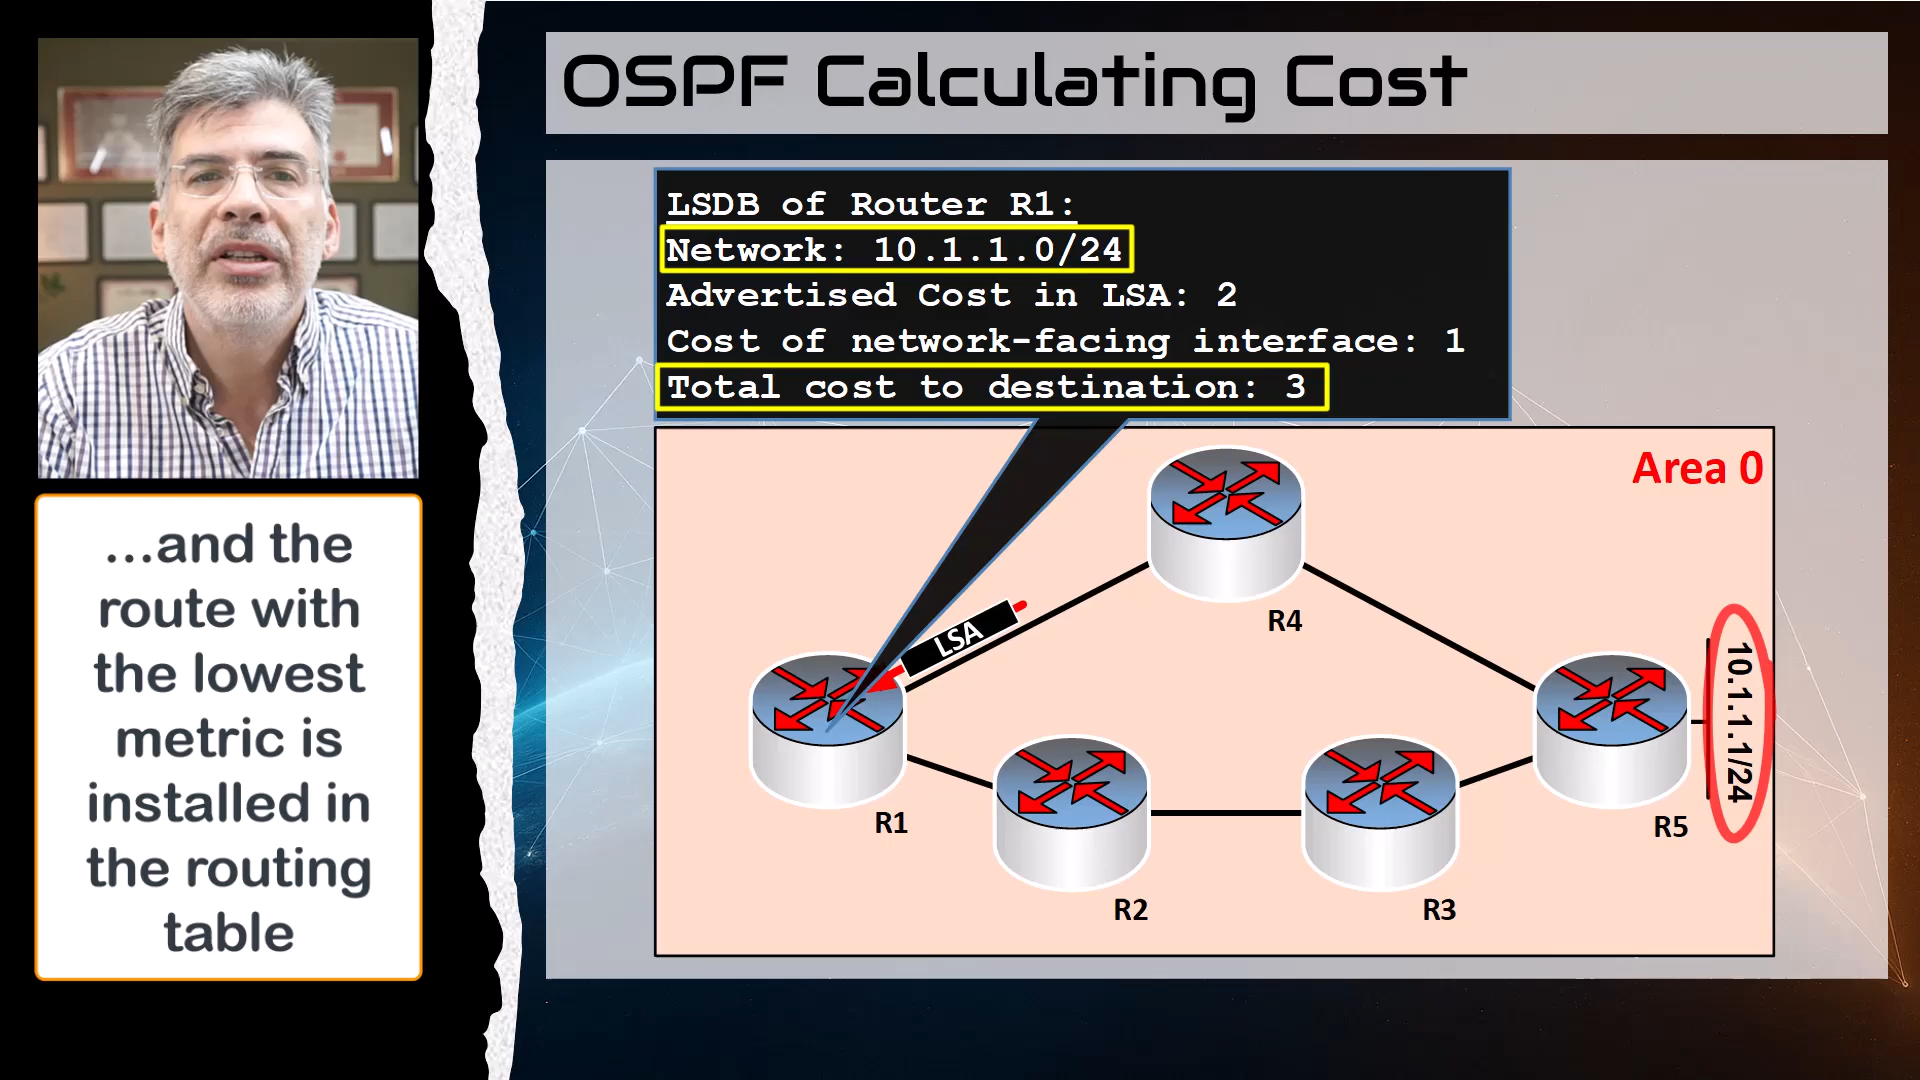 OSPF Calculating Cost
LSDB of Router R1:
Network: 10.1.1.0/24
Advertised Cost in LSA: 2
Cost of network-facing interface: 1
Total cost to destination: 3
Area 0
R4
LSA
R1
R2
R3
R5
10.1.1.1/24
...and the
route with
the lowest
metric is
installed in
the routing
table